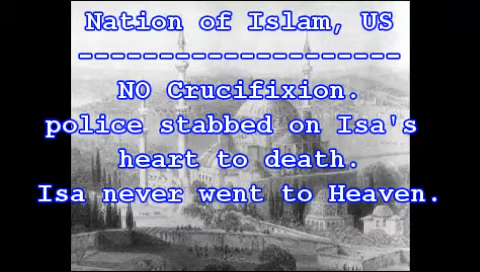 Nation of Islam, US
--------------------
NO Crucifixion.
police stabbed on Isa's
heart to death.
Isa never went to Heaven.